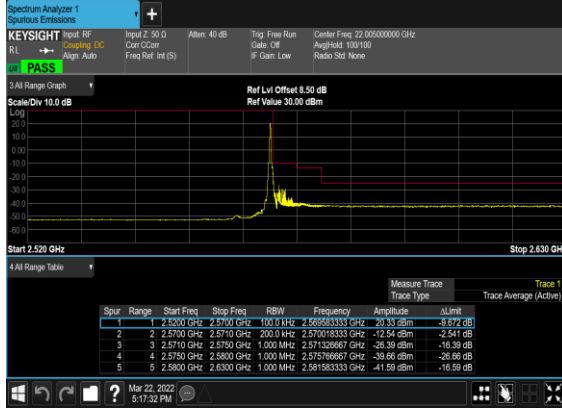 Spectrum Analyzer 1
Spurious Emissions
+
KEYSIGHT
Input: RF
Coupling: DC
Align: Auto
Input Z: 50 Ω
Corr CCorr
Freq Ref: Int (S)
Atten: 40 dB
Trig: Free Run
Gate: Off
IF Gain: Low
Center Freq: 22.005000000 GHz
Avg|Hold: 100/100
Radio Std: None
RL
PASS
3 All Range Graph
Ref Lvl Offset 8.50 dB
Scale/Div 10.0 dB
Ref Value 30.00 dBm
Log
20.0
10.0
0.00
-10.0
-20.0
-30.0
-40.0
-50.0
-60.0
Start 2.520 GHz
Stop 2.630 GH
4 All Range Table
Measure Trace Trace 1
Trace Type Trace Average (Active)
Spur Range Start Freq Stop Freq RBW Frequency Amplitude ΔLimit
1 1 2.5200 GHz 2.5700 GHz 100.0 kHz 2.569583333 GHz 20.33 dBm -9.672 dB
2 2 2.5700 GHz 2.5710 GHz 200.0 kHz 2.570018333 GHz -12.54 dBm -2.541 dB
3 3 2.5710 GHz 2.5750 GHz 1.000 MHz 2.571326667 GHz -26.39 dBm -16.39 dB
4 4 2.5750 GHz 2.5800 GHz 1.000 MHz 2.575766667 GHz -39.66 dBm -26.66 dB
5 5 2.5800 GHz 2.6300 GHz 1.000 MHz 2.581583333 GHz -41.59 dBm -16.59 dB
?
Mar 22, 2022
5:17:32 PM